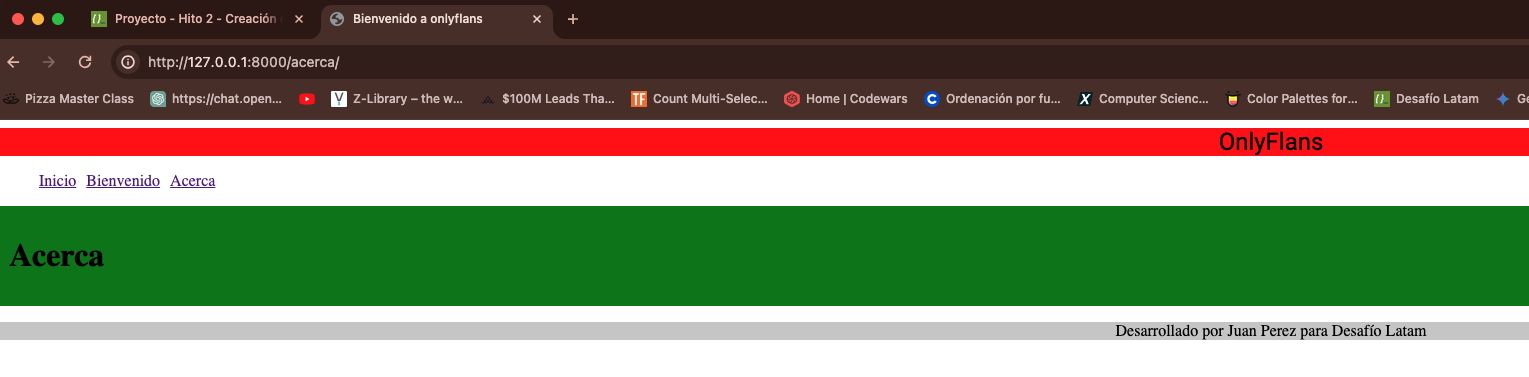 Proyecto - Hito 2 - Creación
Bienvenido a onlyflans
http://127.0.0.1:8000/acerca/
Pizza Master Class
https://chat.open...
Z-Library – the w...
$100M Leads Tha...
TF
Count Multi-Selec...
Home | Codewars
Ordenación por fu...
Computer Scienc...
Color Palettes for...
Desafío Latam
Ge
OnlyFlans
Inicio Bienvenido Acerca
Acerca
Desarrollado por Juan Perez para Desafío Latam